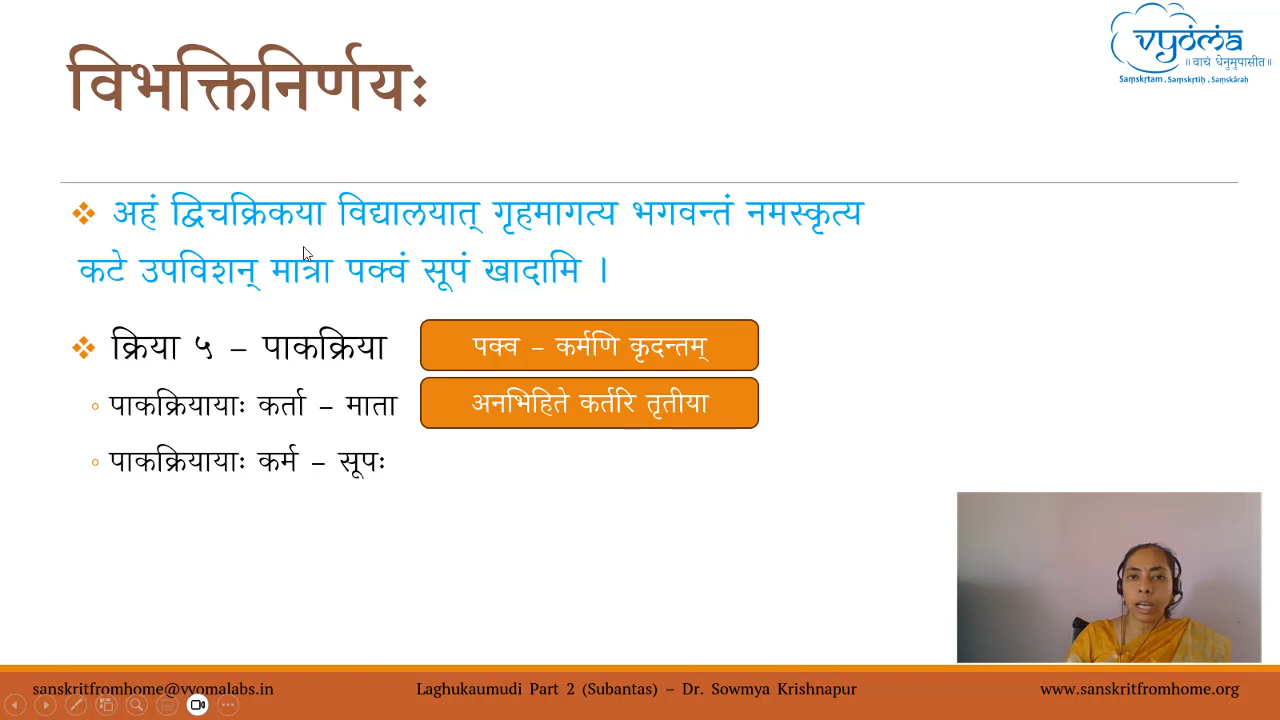 विभक्तिनिर्णयः
vyoma
॥ वाचं धेनुमुपासीत॥
Saṃskṛtam . Saṃskṛtiḥ , Saṃskāraḥ
अहं द्विचक्रिकया विद्यालयात् गृहमागत्य भगवन्तं नमस्कृत्य
कटे उपविशन् मात्रा पक्वं सूपं खादामि ।
क्रिया ५ – पाकक्रिया
पक्व – कर्मणि कृदन्तम्
पाकक्रियायाः कर्ता – माता
अनभिहिते कर्तरि तृतीया
पाकक्रियायाः कर्म – सूपः
sanskritfromhome@vyomalabs.in
Laghukaumudi Part 2 (Subantas) – Dr. Sowmya Krishnapur
www.sanskritfromhome.org